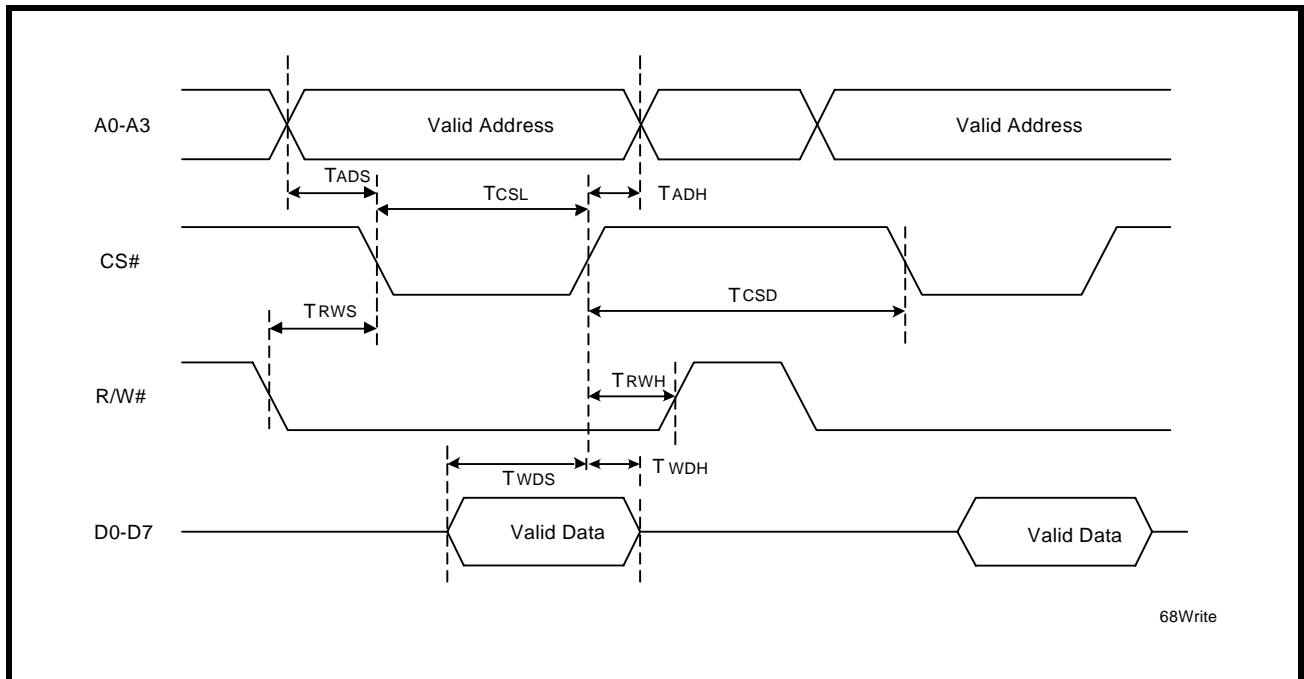 A0-A3
Valid Address
Valid Address
TADS
TCSL
TADH
CS#
TCSD
TRWS
R/W#
TRWH
TWDS
TWDH
D0-D7
Valid Data
Valid Data
68Write